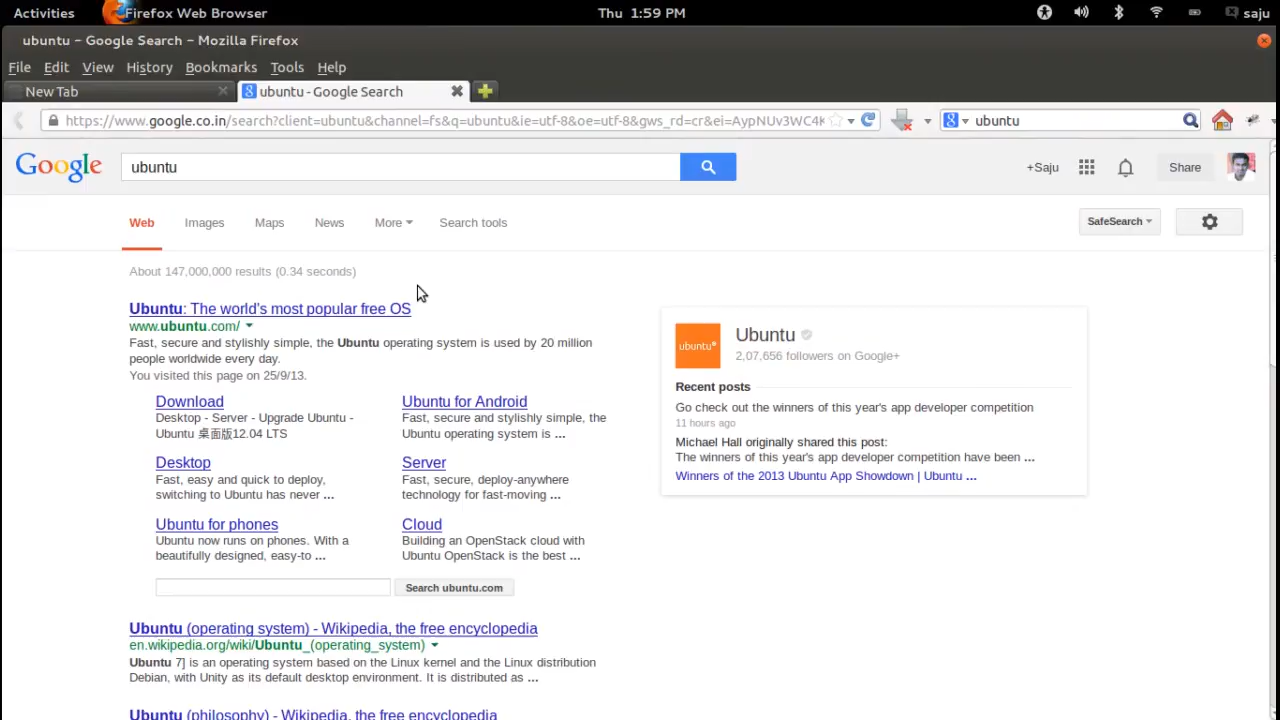 Activities Firefox Web Browser Thu 1:59 PM saju
ubuntu - Google Search - Mozilla Firefox
File Edit View History Bookmarks Tools Help
New Tab ubuntu - Google Search
https://www.google.co.in/search?client=ubuntu&channel=fs&q=ubuntu&ie=utf-8&oe=utf-8&gws_rd=cr&ei=AypNUv3WC4K ubuntu
Google ubuntu +Saju Share
Web Images Maps News More Search tools SafeSearch
About 147,000,000 results (0.34 seconds)
Ubuntu: The world's most popular free OS
www.ubuntu.com/
Fast, secure and stylishly simple, the Ubuntu operating system is used by 20 million
people worldwide every day.
You visited this page on 25/9/13.
Download
Desktop - Server - Upgrade Ubuntu -
Ubuntu 桌面版12.04 LTS
Ubuntu for Android
Fast, secure and stylishly simple, the
Ubuntu operating system is ...
Desktop
Fast, easy and quick to deploy,
switching to Ubuntu has never ...
Server
Fast, secure, deploy-anywhere
technology for fast-moving ...
Ubuntu for phones
Ubuntu now runs on phones. With a
beautifully designed, easy-to ...
Cloud
Building an OpenStack cloud with
Ubuntu OpenStack is the best ...
Search ubuntu.com
Ubuntu (operating system) - Wikipedia, the free encyclopedia
en.wikipedia.org/wiki/Ubuntu_(operating_system)
Ubuntu 7] is an operating system based on the Linux kernel and the Linux distribution
Debian, with Unity as its default desktop environment. It is distributed as ...
Ubuntu (philosophy) - Wikipedia, the free encyclopedia
ubuntu
Ubuntu
2,07,656 followers on Google+
Recent posts
Go check out the winners of this year's app developer competition
11 hours ago
Michael Hall originally shared this post:
The winners of this year's app developer competition have been ...
Winners of the 2013 Ubuntu App Showdown | Ubuntu ...